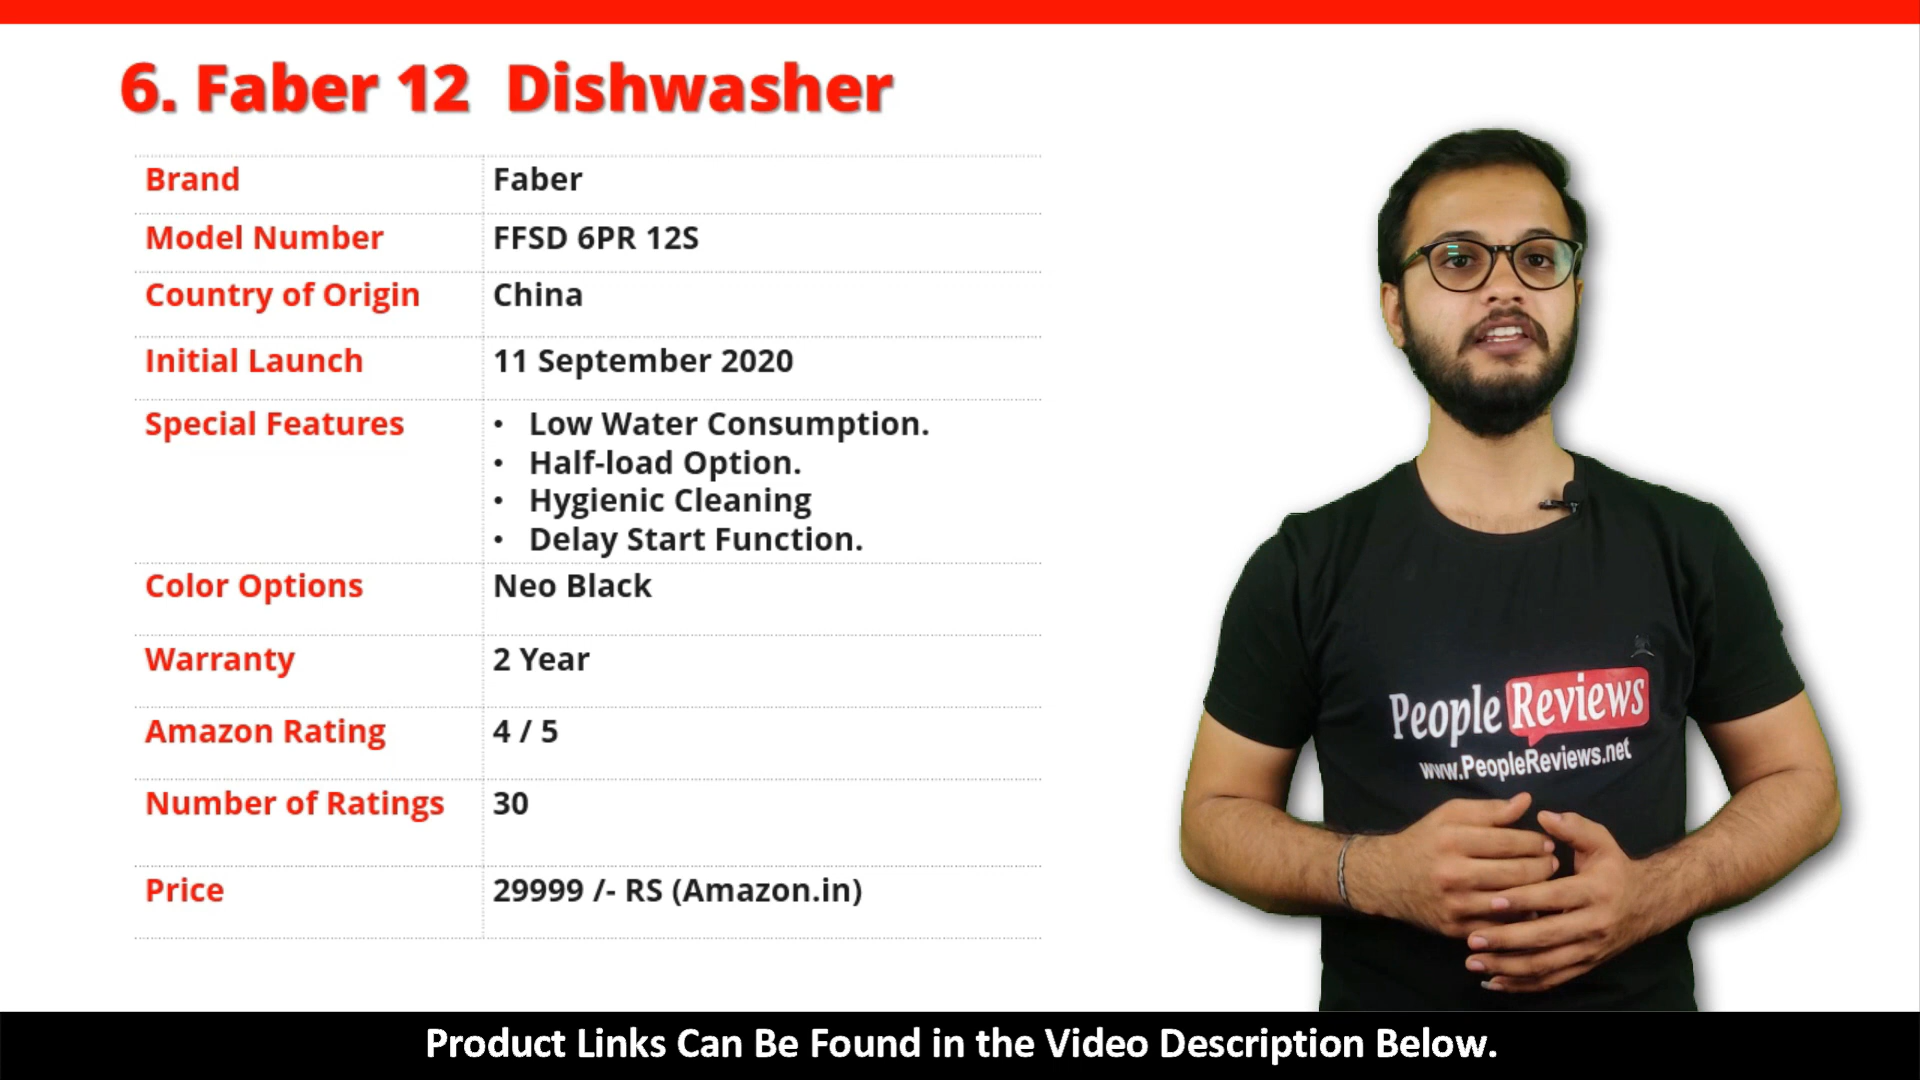 6. Faber 12 Dishwasher
Brand Faber
Model Number FFSD 6PR 12S
Country of Origin China
Initial Launch 11 September 2020
Special Features • Low Water Consumption.
• Half-load Option.
• Hygienic Cleaning
• Delay Start Function.
Color Options Neo Black
Warranty 2 Year
Amazon Rating 4 / 5
Number of Ratings 30
Price 29999 /- RS (Amazon.in)
People Reviews
www.PeopleReviews.net
Product Links Can Be Found in the Video Description Below.